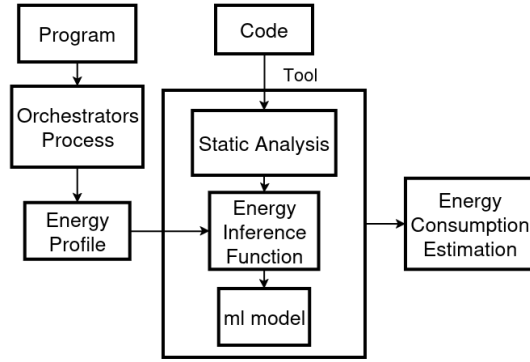 Program
Code
Tool
Orchestrators
Process
Static Analysis
Energy
Profile
Energy
Inference
Function
Energy
Consumption
Estimation
ml model